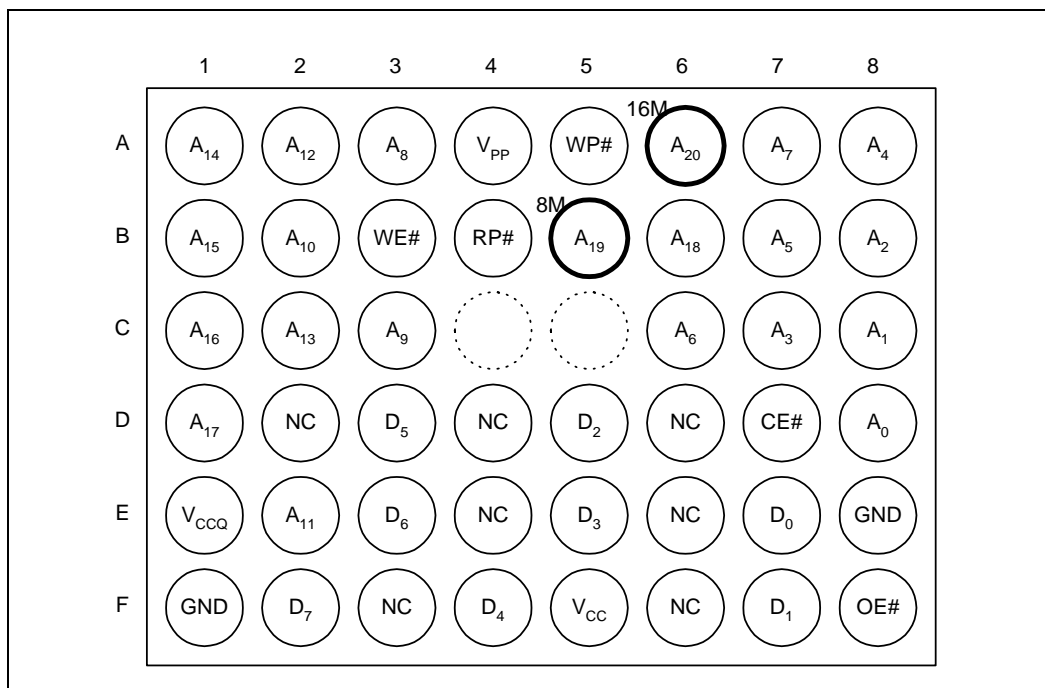 1 2 3 4 5 6 7 8
16M
A A14 A12 A8 VPP WP# A20 A7 A4
8M
B A15 A10 WE# RP# A19 A18 A5 A2
C A16 A13 A9 A6 A3 A1
D A17 NC D5 NC D2 NC CE# A0
E VCCQ A11 D6 NC D3 NC D0 GND
F GND D7 NC D4 VCC NC D1 OE#